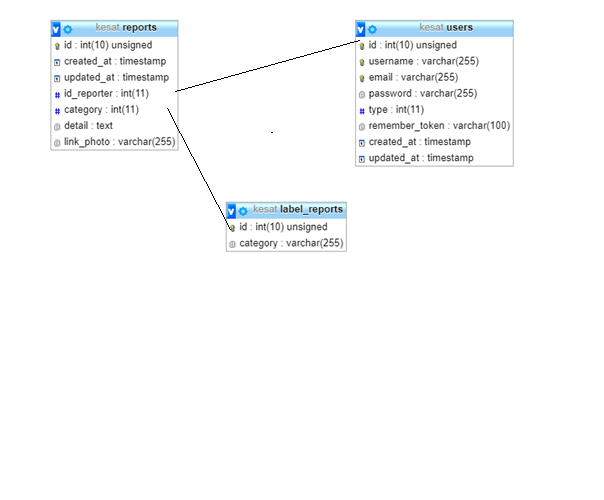 kesat reports
id : int(10) unsigned
created_at : timestamp
updated_at : timestamp
id_reporter : int(11)
category : int(11)
detail : text
link_photo : varchar(255)
kesat users
id : int(10) unsigned
username : varchar(255)
email : varchar(255)
password : varchar(255)
type : int(11)
remember_token : varchar(100)
created_at : timestamp
updated_at : timestamp
kesat label_reports
id : int(10) unsigned
category : varchar(255)